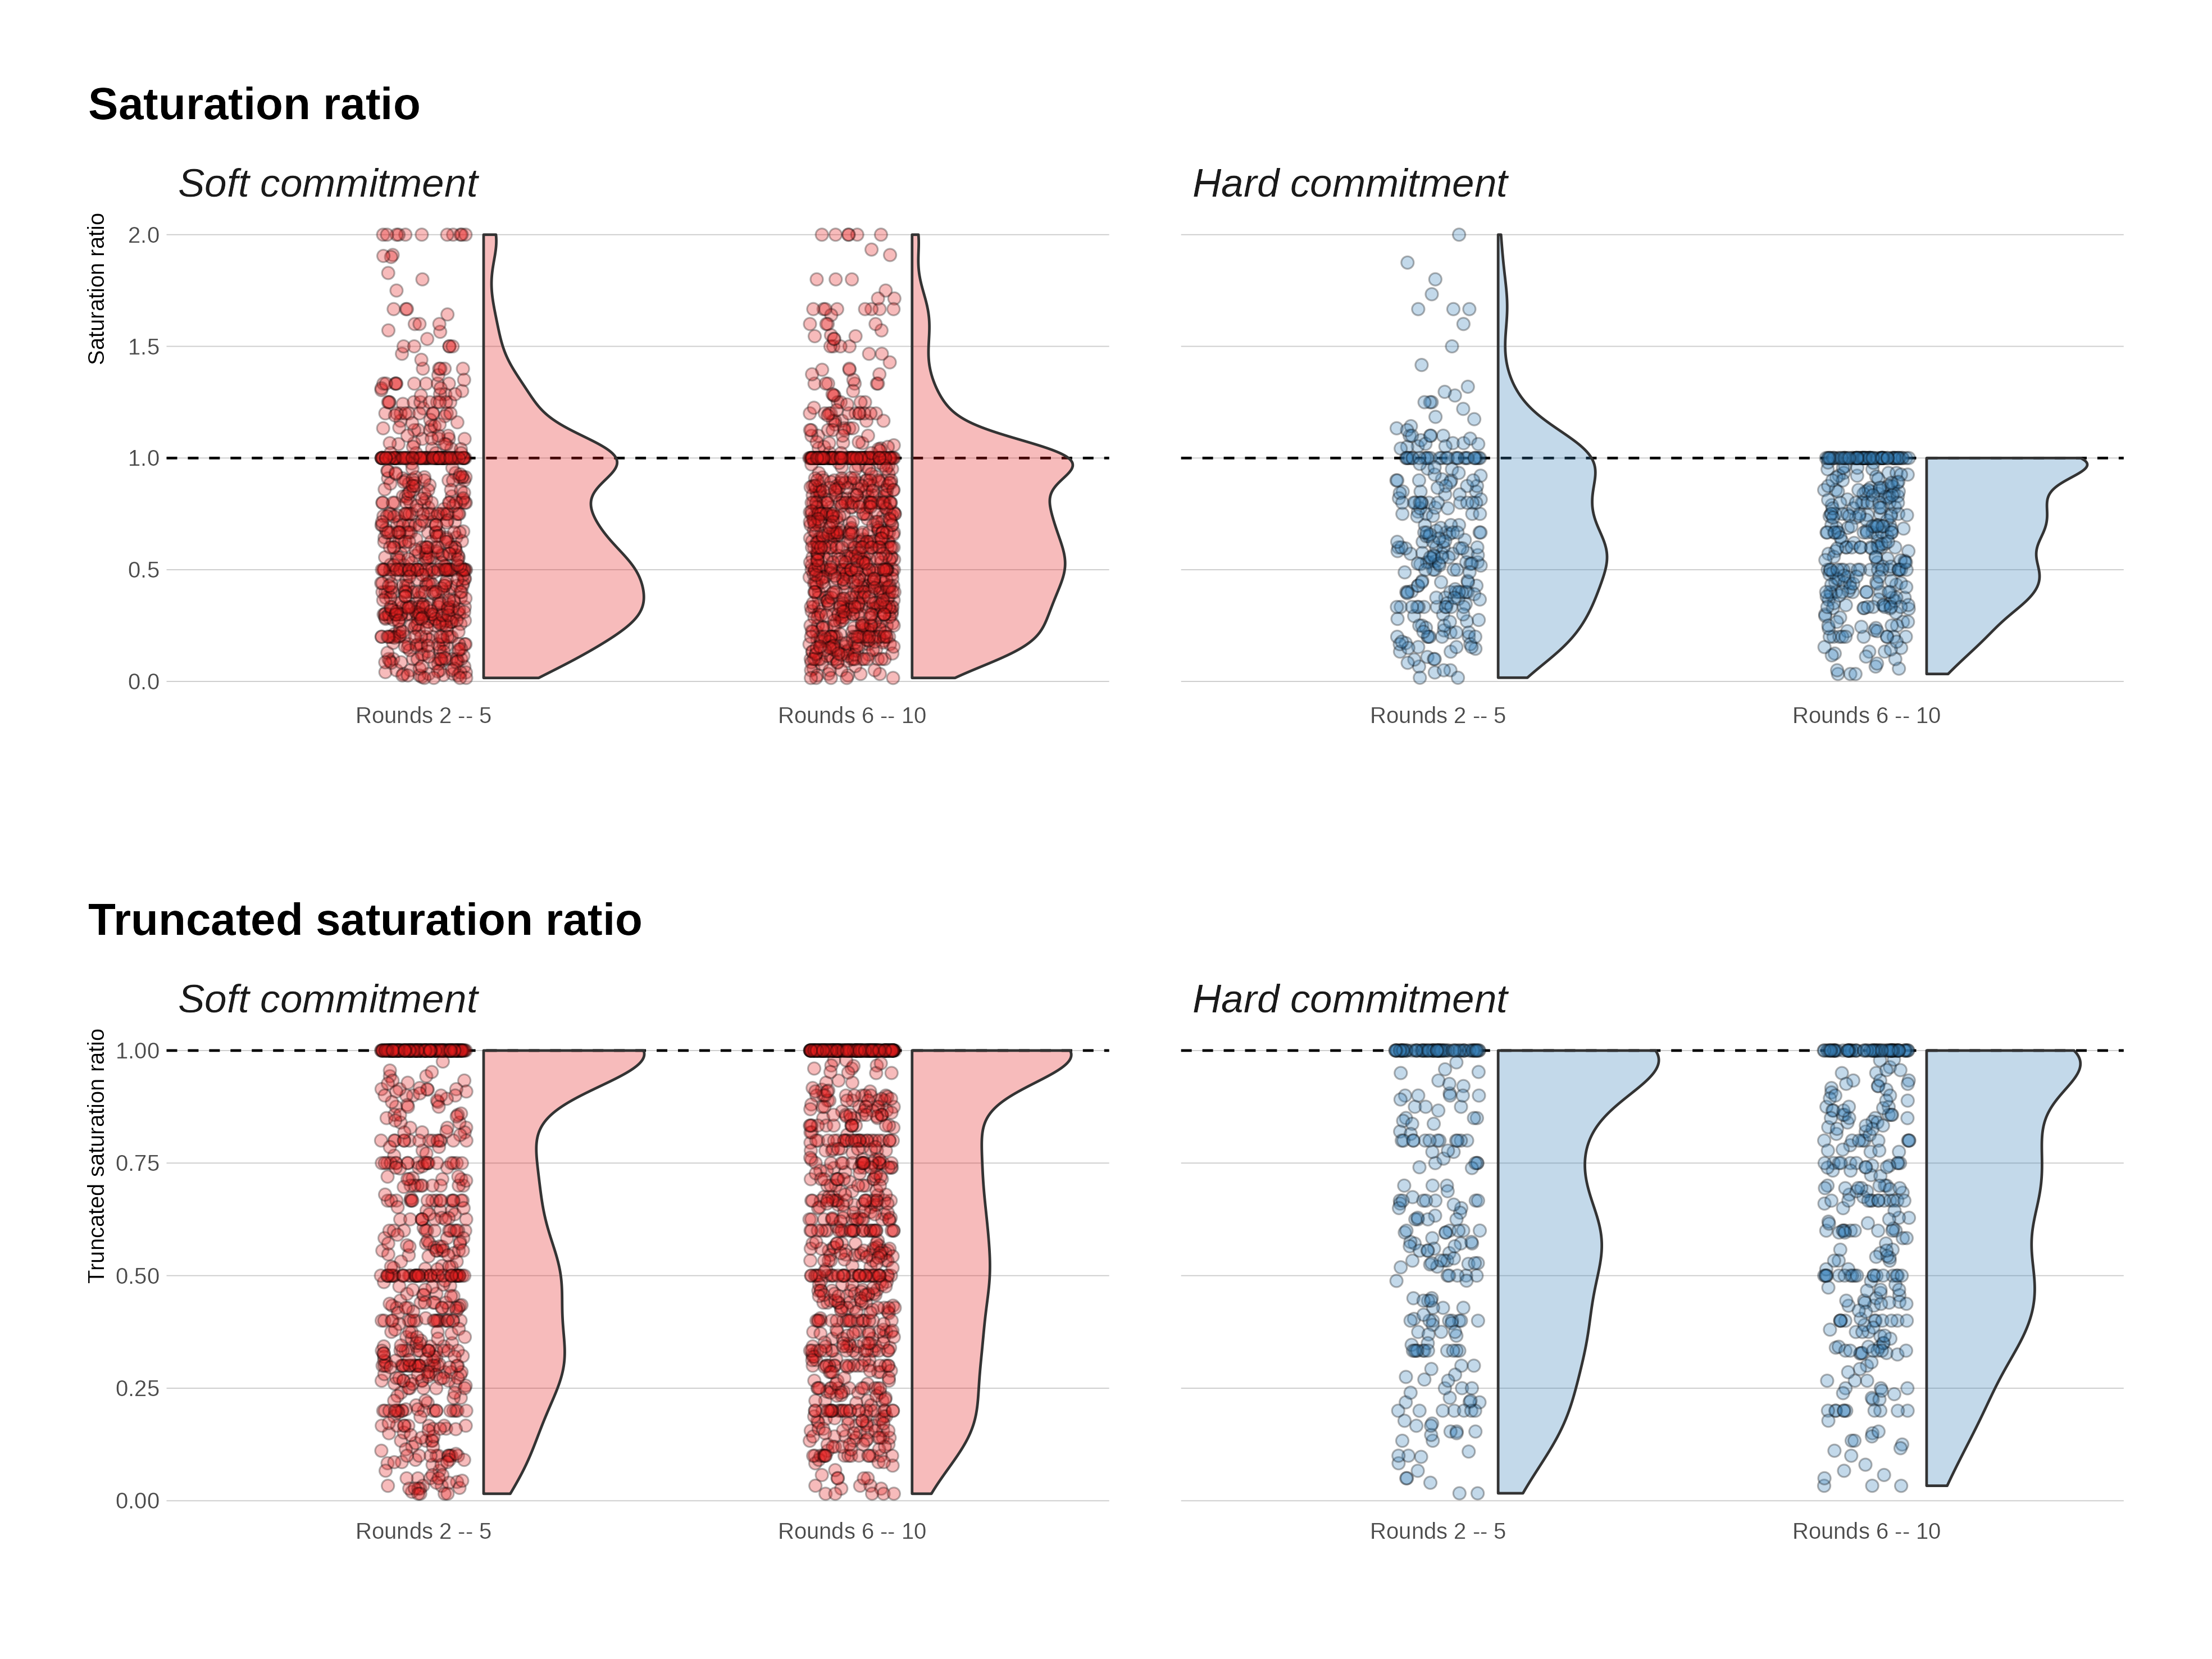 Saturation ratio
Soft commitment
Hard commitment
Saturation ratio
2.0
1.5
1.0
0.5
0.0
Rounds 2 -- 5
Rounds 6 -- 10
Rounds 2 -- 5
Rounds 6 -- 10
Truncated saturation ratio
Soft commitment
Hard commitment
Truncated saturation ratio
1.00
0.75
0.50
0.25
0.00
Rounds 2 -- 5
Rounds 6 -- 10
Rounds 2 -- 5
Rounds 6 -- 10